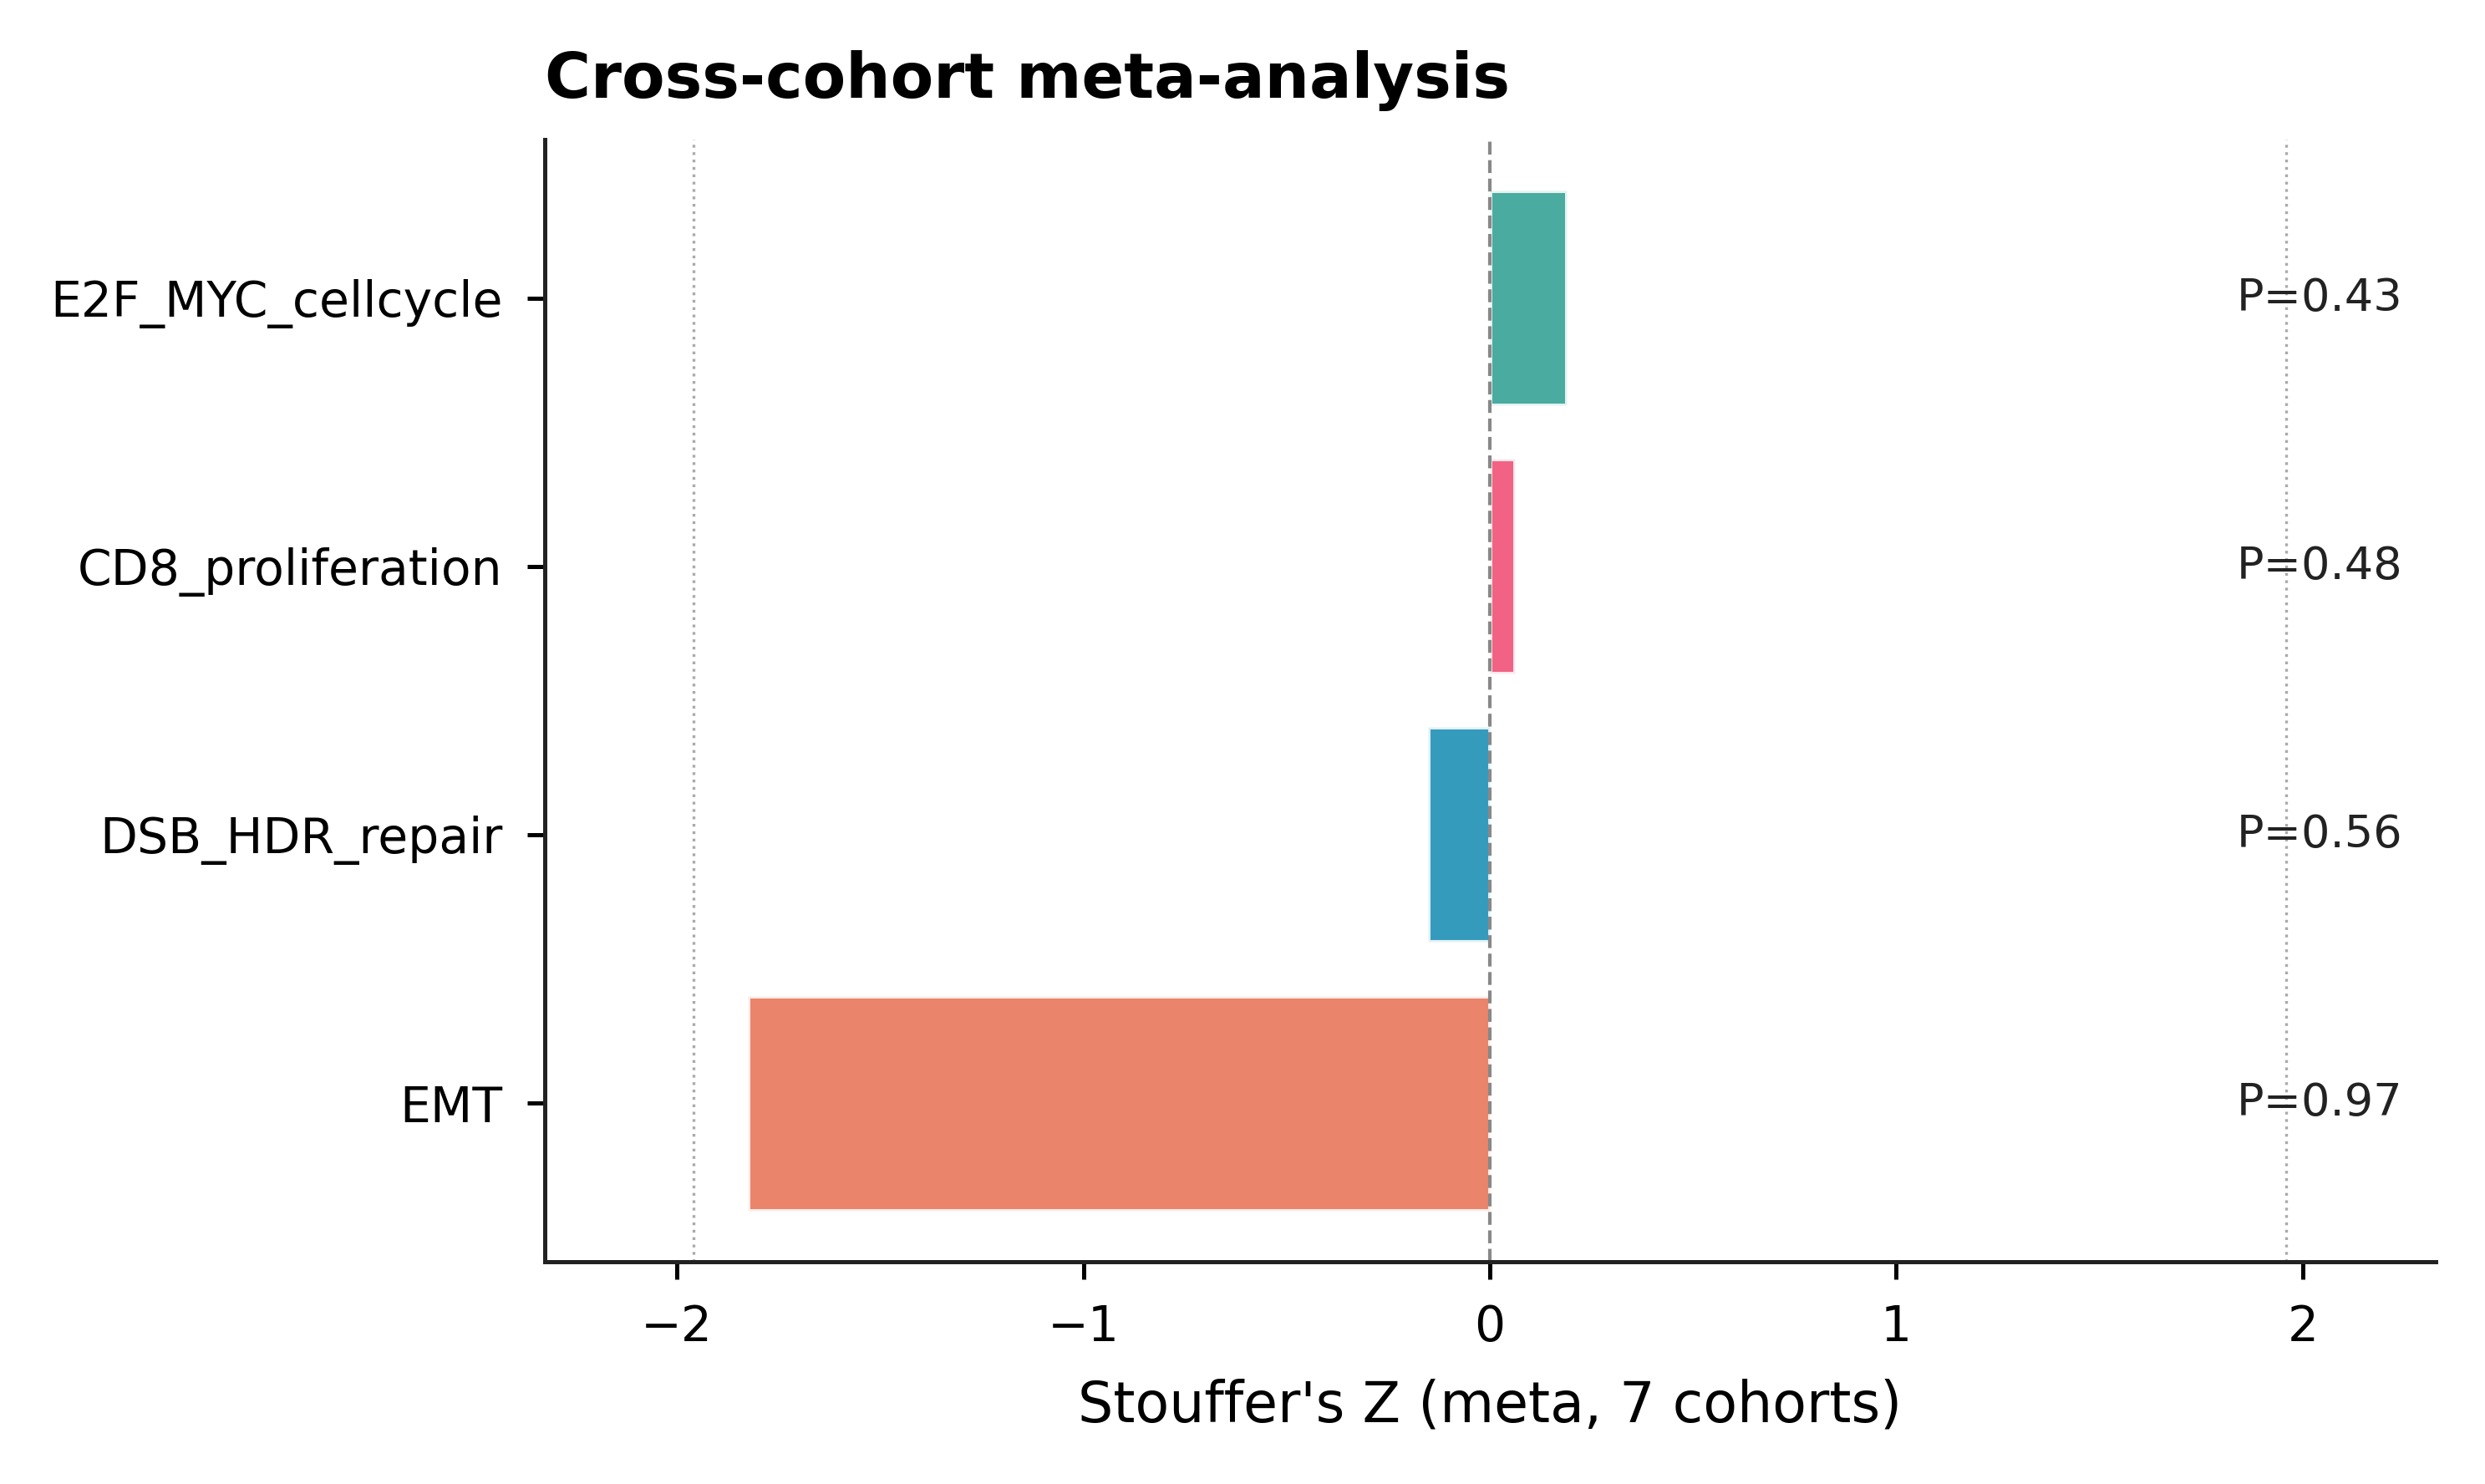 Cross-cohort meta-analysis
E2F_MYC_cellcycle
P=0.43
CD8_proliferation
P=0.48
DSB_HDR_repair
P=0.56
EMT
P=0.97
−2 −1 0 1 2
Stouffer's Z (meta, 7 cohorts)